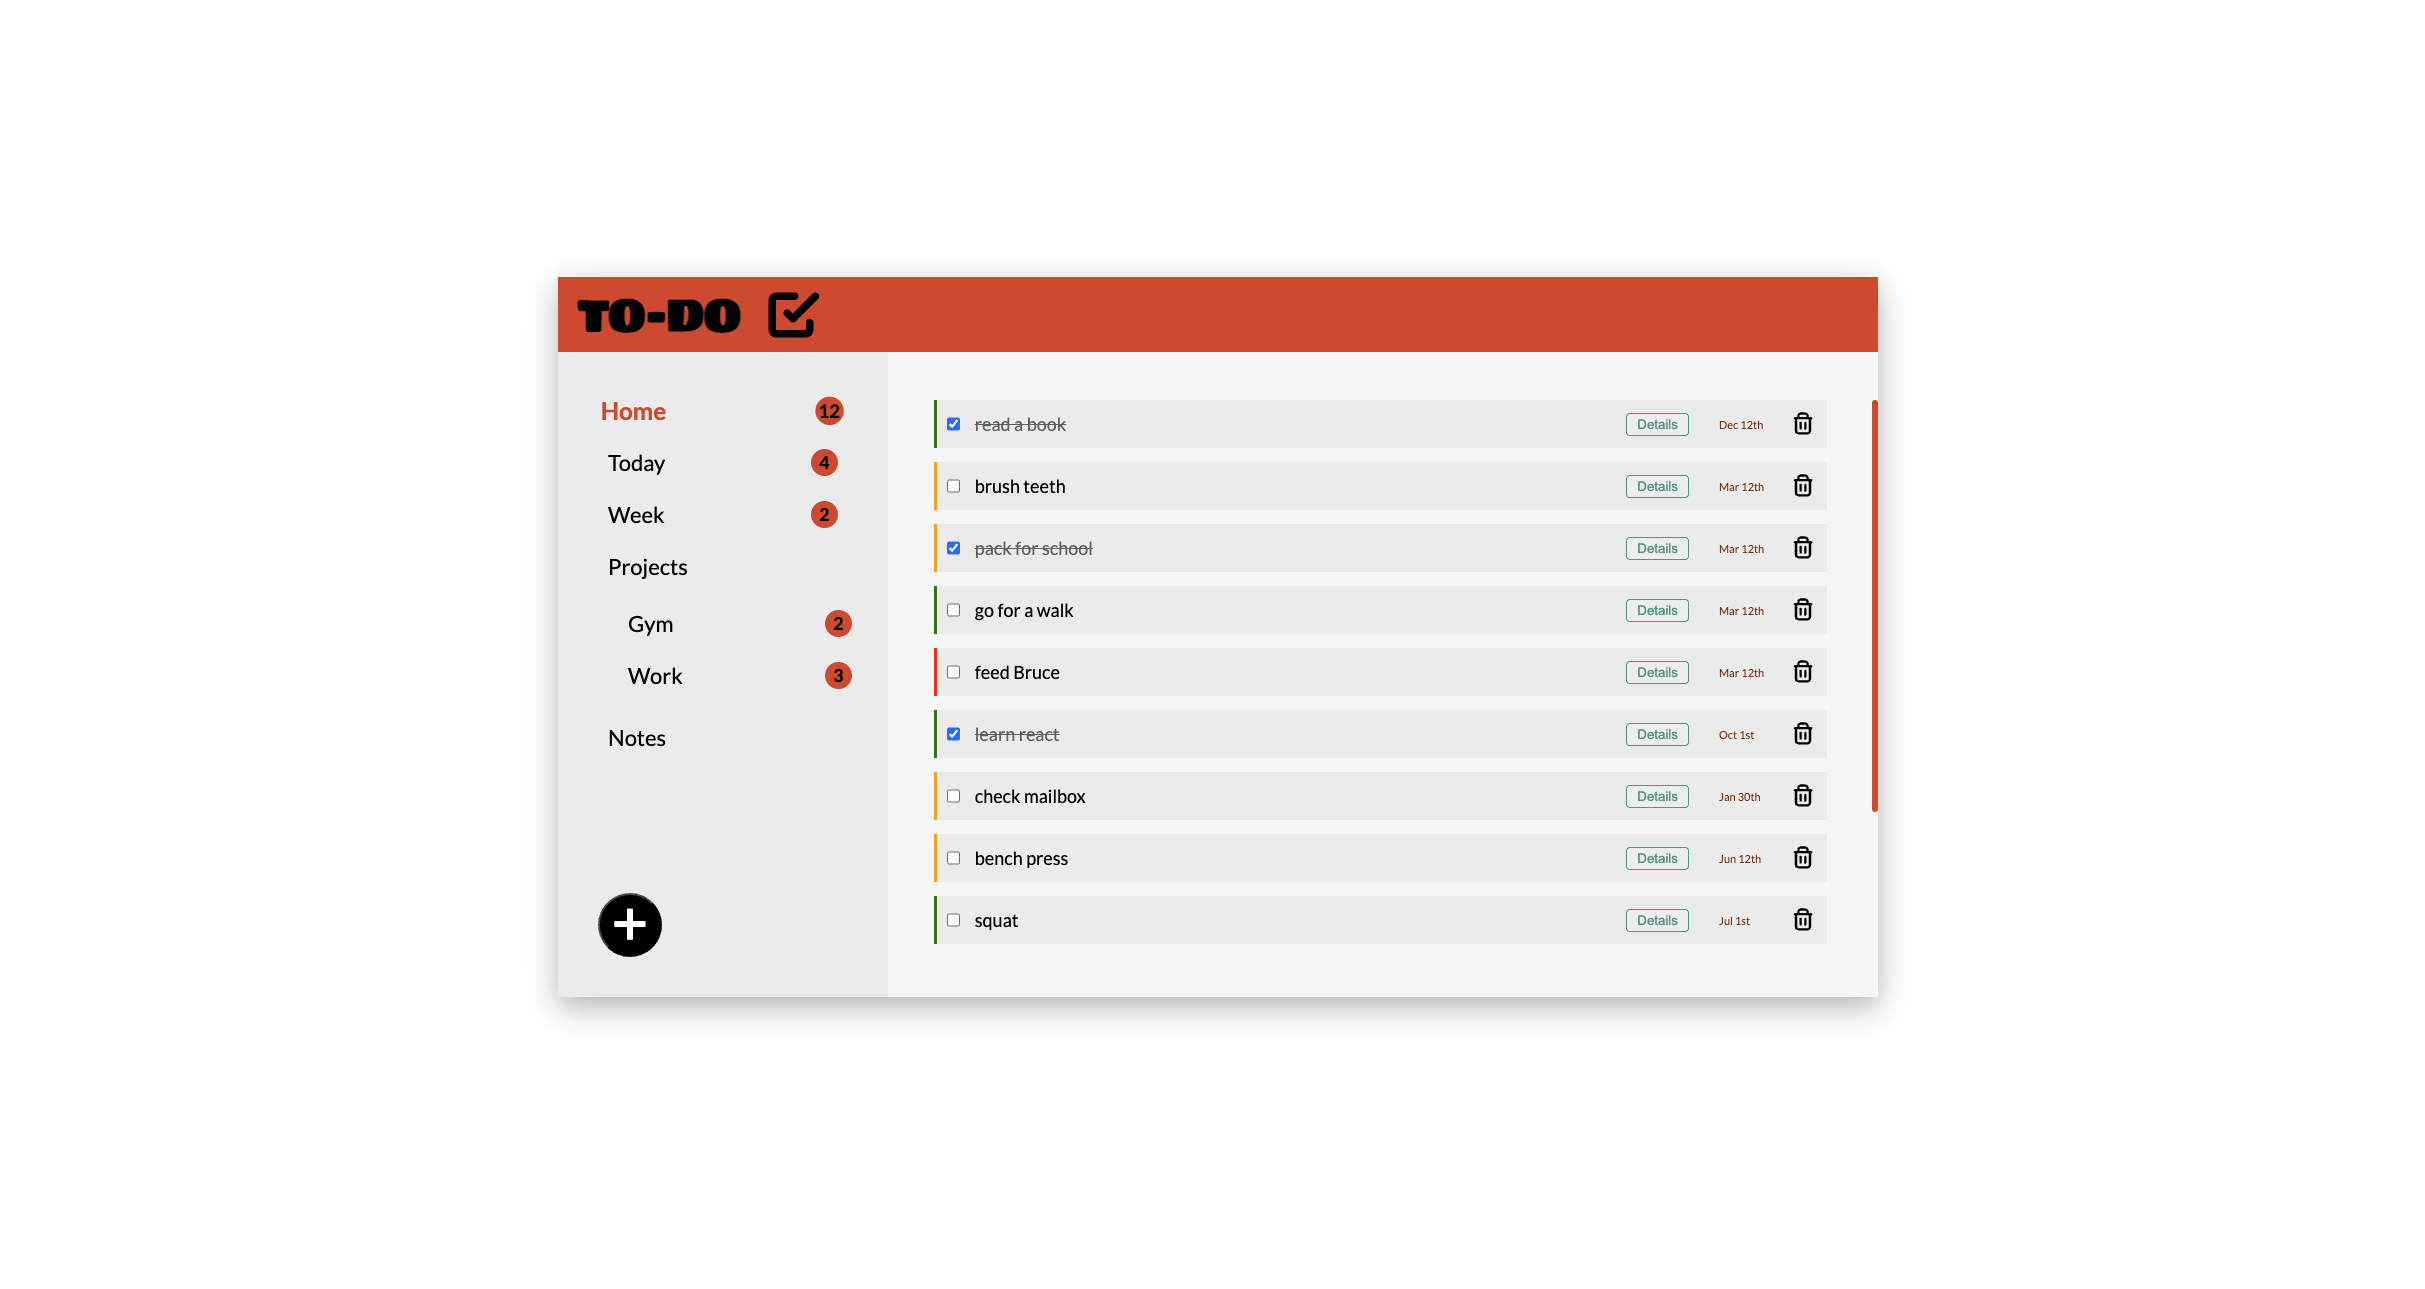 TO-DO
Home 12
Today 4
Week 2
Projects
Gym 2
Work 3
Notes
read a book Details Dec 12th
brush teeth Details Mar 12th
pack for school Details Mar 12th
go for a walk Details Mar 12th
feed Bruce Details Mar 12th
learn react Details Oct 1st
check mailbox Details Jan 30th
bench press Details Jun 12th
squat Details Jul 1st